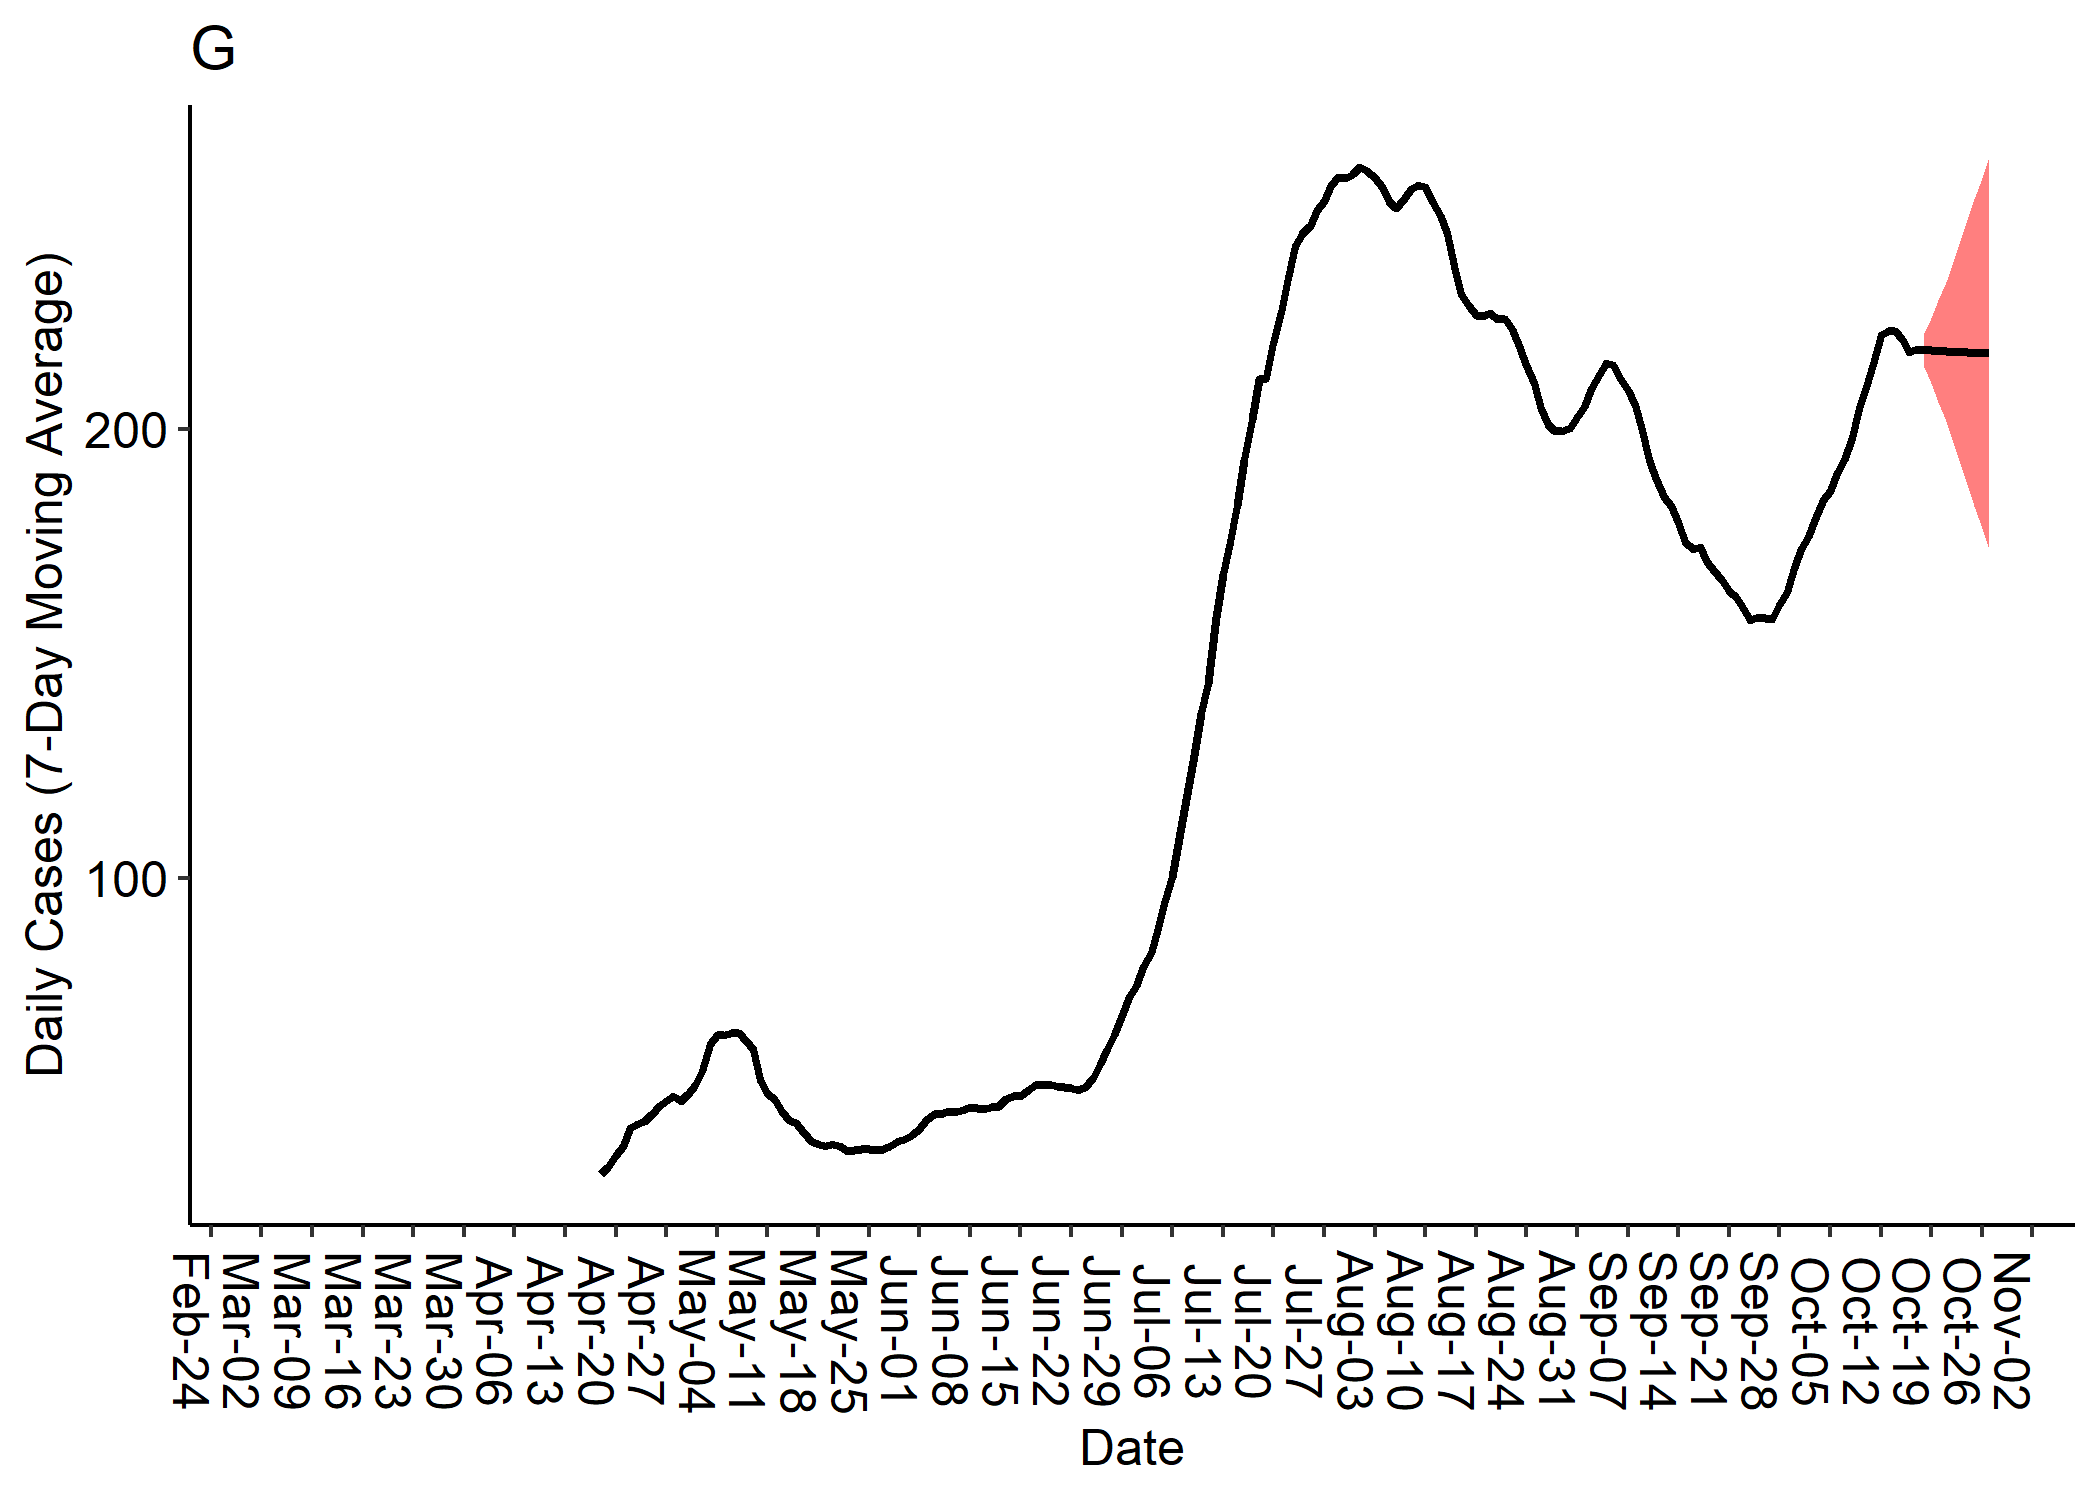 G
Daily Cases (7-Day Moving Average)
200
100
Feb-24
Mar-02
Mar-09
Mar-16
Mar-23
Mar-30
Apr-06
Apr-13
Apr-20
Apr-27
May-04
May-11
May-18
May-25
Jun-01
Jun-08
Jun-15
Jun-22
Jun-29
Jul-06
Jul-13
Jul-20
Jul-27
Aug-03
Aug-10
Aug-17
Aug-24
Aug-31
Sep-07
Sep-14
Sep-21
Sep-28
Oct-05
Oct-12
Oct-19
Oct-26
Nov-02
Date